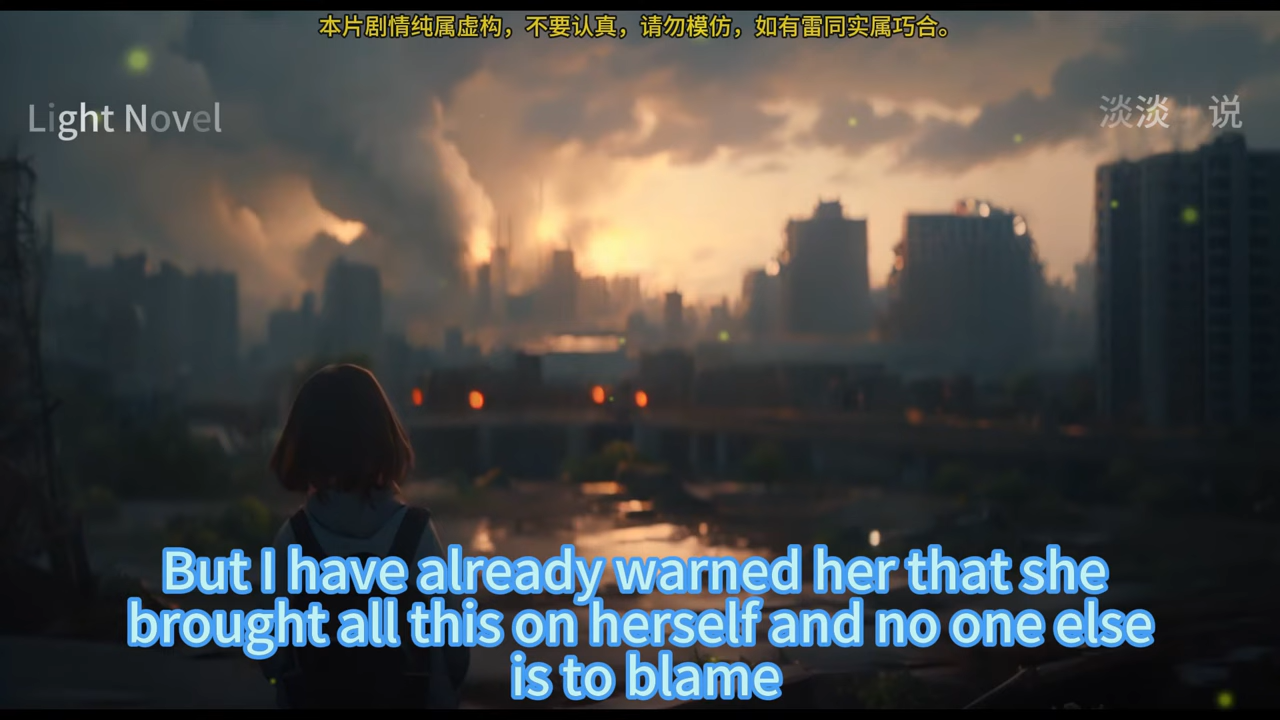 本片剧情纯属虚构，不要认真，请勿模仿，如有雷同实属巧合。
Light Novel
淡淡 说
But I have already warned her that she
brought all this on herself and no one else
is to blame